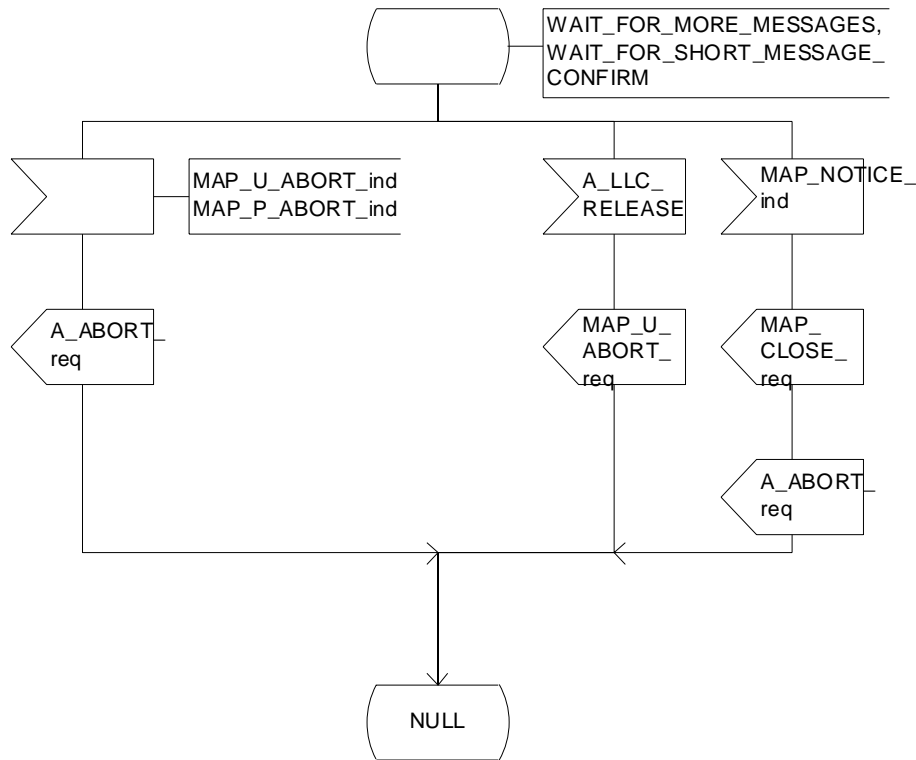 WAIT_FOR_MORE_MESSAGES,
WAIT_FOR_SHORT_MESSAGE_
CONFIRM
MAP_U_ABORT_ind
MAP_P_ABORT_ind
A_LLC_
RELEASE
MAP_NOTICE_
ind
A_ABORT_
req
MAP_U_
ABORT_
req
MAP_
CLOSE_
req
A_ABORT_
req
NULL